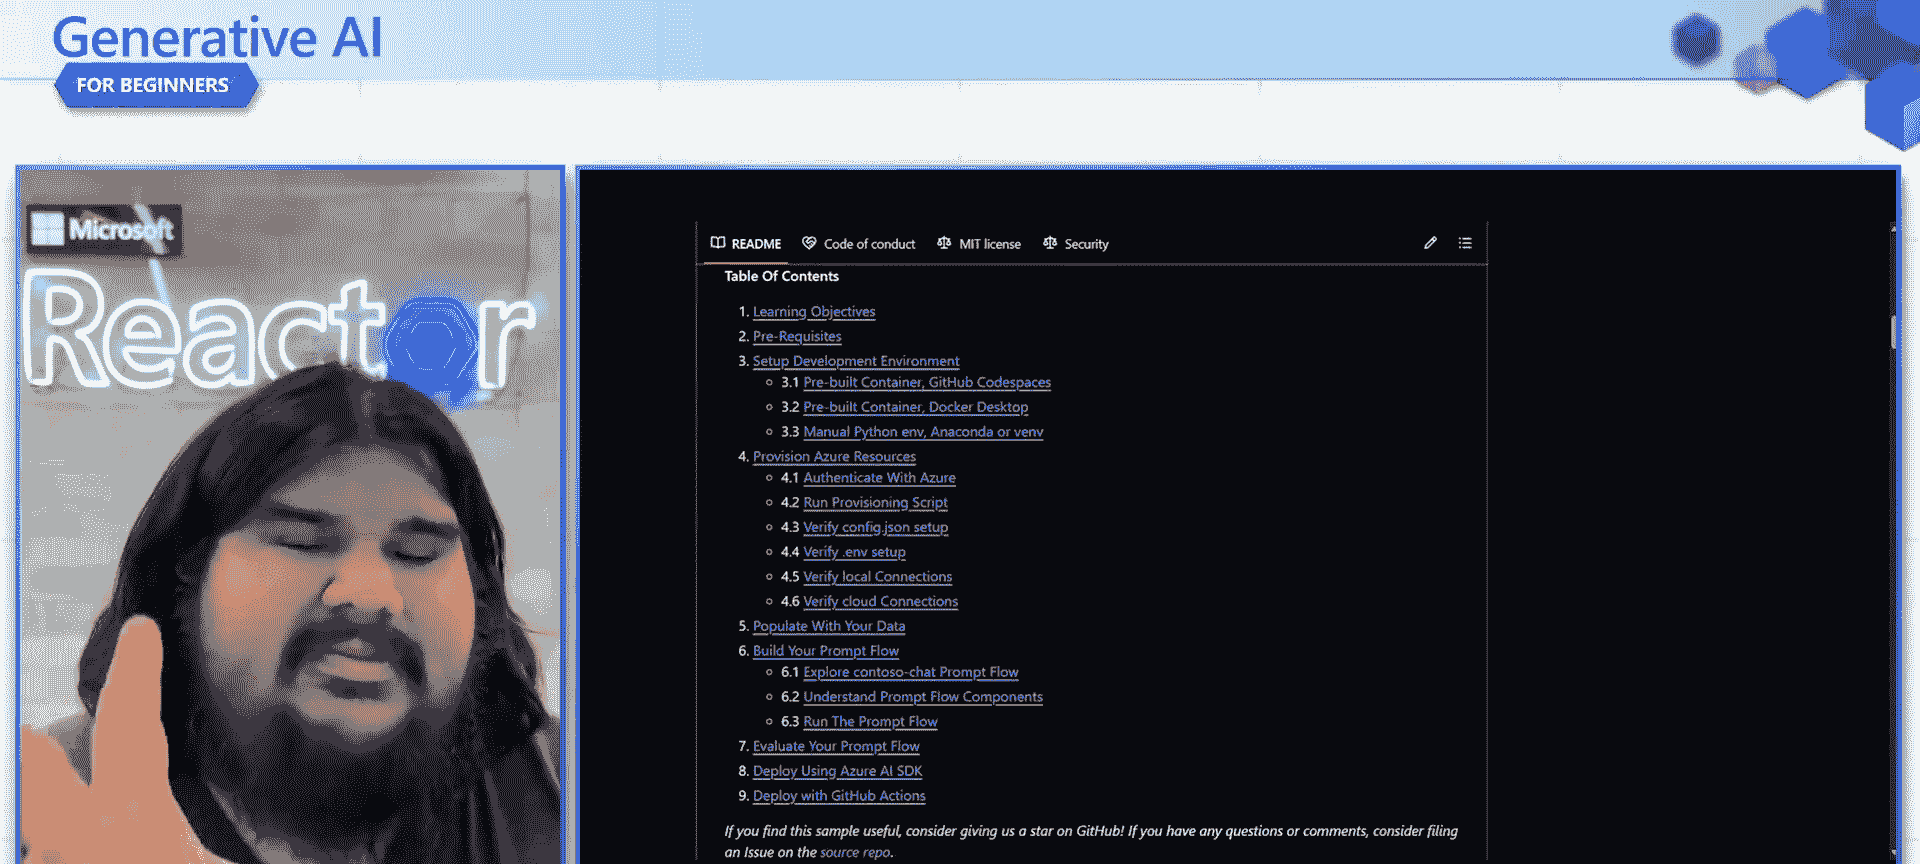 Generative AI
FOR BEGINNERS
Microsoft
Reactor
README
Code of conduct
MIT license
Security
Table Of Contents
1. Learning Objectives
2. Pre-Requisites
3. Setup Development Environment
3.1 Pre-built Container, GitHub Codespaces
3.2 Pre-built Container, Docker Desktop
3.3 Manual Python env, Anaconda or venv
4. Provision Azure Resources
4.1 Authenticate With Azure
4.2 Run Provisioning Script
4.3 Verify config.json setup
4.4 Verify .env setup
4.5 Verify local Connections
4.6 Verify cloud Connections
5. Populate With Your Data
6. Build Your Prompt Flow
6.1 Explore contoso-chat Prompt Flow
6.2 Understand Prompt Flow Components
6.3 Run The Prompt Flow
7. Evaluate Your Prompt Flow
8. Deploy Using Azure AI SDK
9. Deploy with GitHub Actions
If you find this sample useful, consider giving us a star on GitHub! If you have any questions or comments, consider filing
an Issue on the source repo.